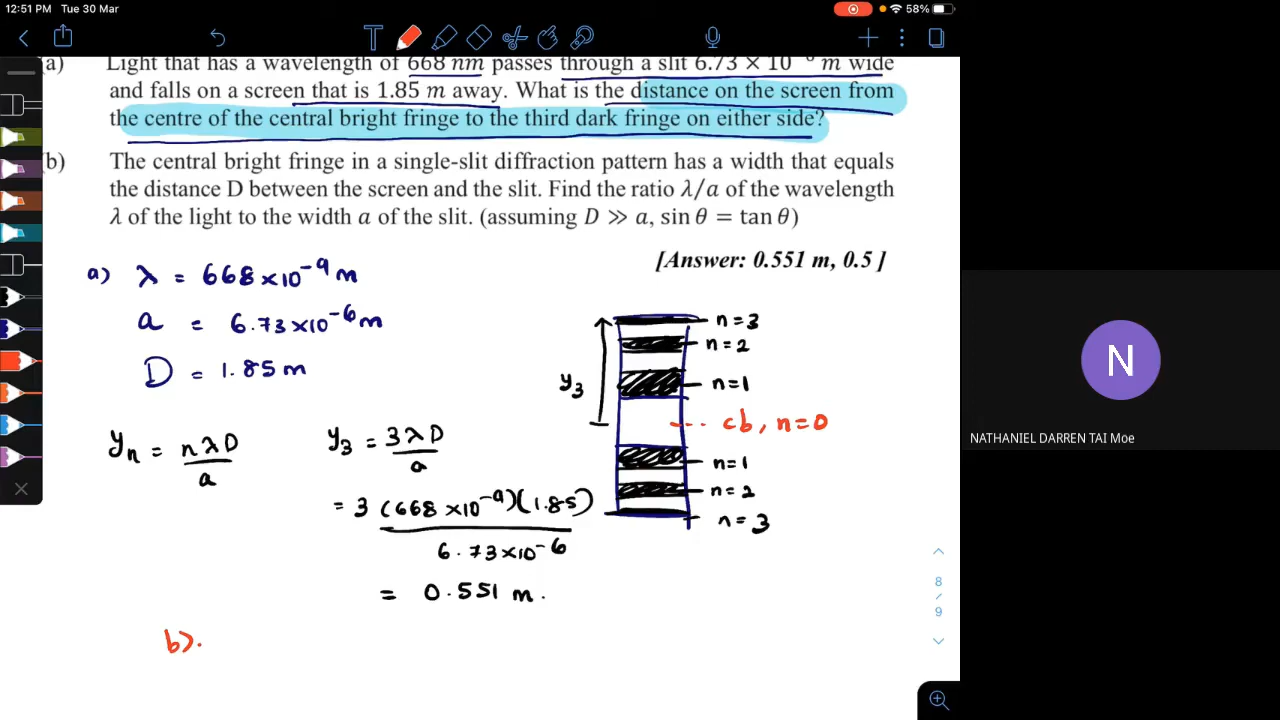 12:51 PM Tue 30 Mar
58%
(a) Light that has a wavelength of 668 nm passes through a slit 6.73 × 10⁻⁶ m wide
and falls on a screen that is 1.85 m away. What is the distance on the screen from
the centre of the central bright fringe to the third dark fringe on either side?
(b) The central bright fringe in a single-slit diffraction pattern has a width that equals
the distance D between the screen and the slit. Find the ratio λ/a of the wavelength
λ of the light to the width a of the slit. (assuming D ≫ a, sin θ = tan θ)
[Answer: 0.551 m, 0.5 ]
a) λ = 668×10⁻⁹ m
a = 6.73×10⁻⁶ m
D = 1.85 m
yₙ = nλD/a
y₃ = 3λD/a
= 3 (668 ×10⁻⁹)(1.85)
6.73×10⁻⁶
= 0.551 m.
b).
n=3
n=2
y₃
n=1
cb, n=0
n=1
n=2
n=3
8/9
N
NATHANIEL DARREN TAI Moe